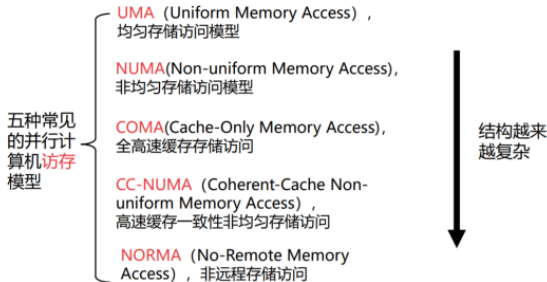 五种常见
的并行计
算机访存
模型
UMA（Uniform Memory Access），
均匀存储访问模型
NUMA(Non-uniform Memory Access),
非均匀存储访问模型
COMA(Cache-Only Memory Access),
全高速缓存存储访问
CC-NUMA（Coherent-Cache Non-
uniform Memory Access），
高速缓存一致性非均匀存储访问
NORMA（No-Remote Memory
Access），非远程存储访问
结构越来
越复杂